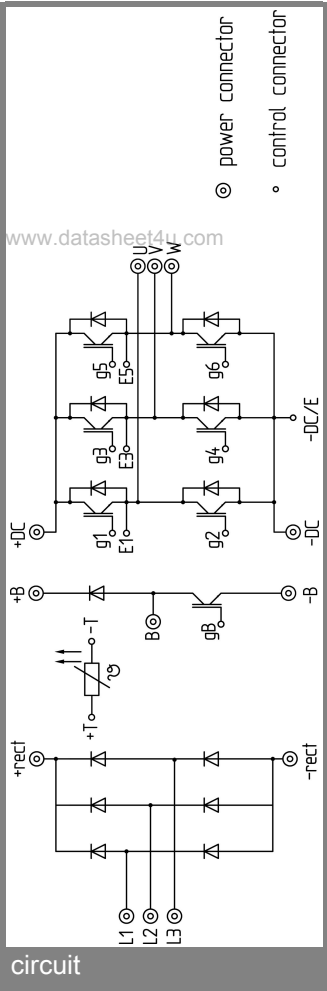 +rect
+T
-T
+B
+DC
L1
L2
L3
ϑ
B
gB
g1
E1
g3
E3
g5
E5
g2
g4
g6
U
V
W
-rect
-B
-DC
-DC/E
power connector
control connector
www.datasheet4u.com
circuit